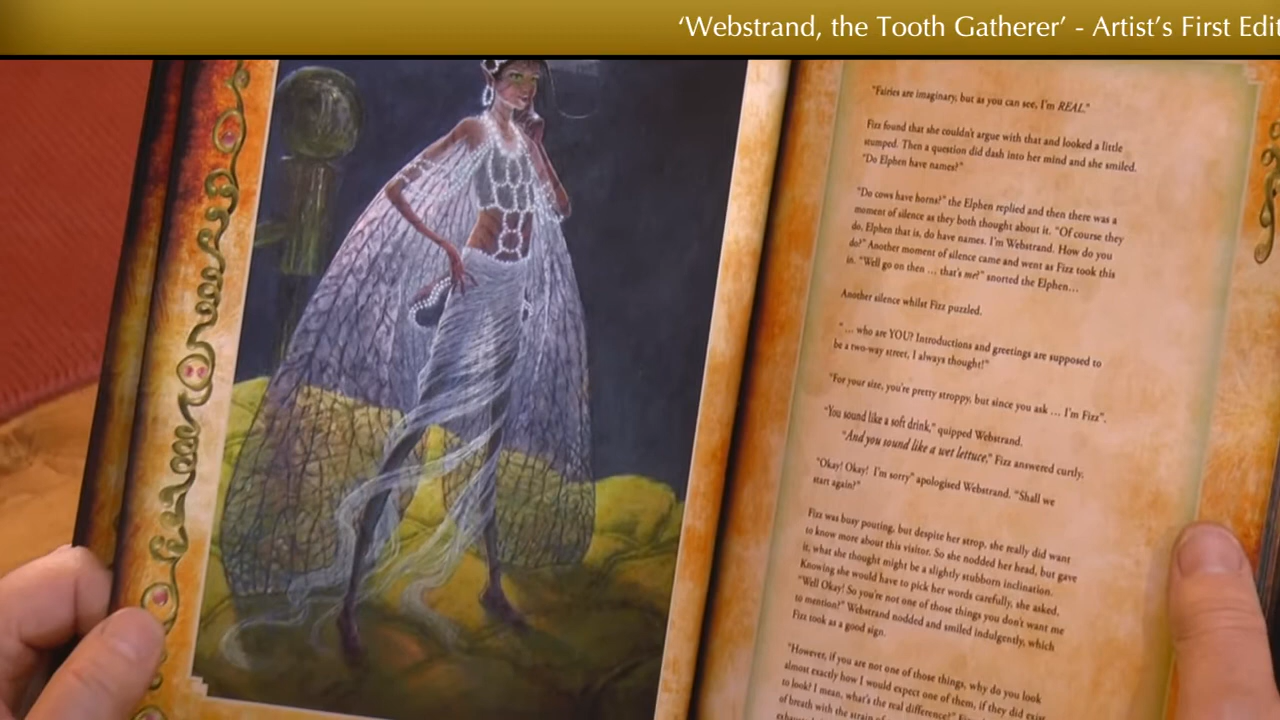 ‘Webstrand, the Tooth Gatherer’ - Artist’s First Edit
"Fairies are imaginary, but as you can see, I'm REAL."
Fizz found that she couldn't argue with that and looked a little
stumped. Then a question did dash into her mind and she smiled.
"Do Elphen have names?"
"Do cows have horns?" the Elphen replied and then there was a
moment of silence as they both thought about it. "Of course they
do, Elphen that is, do have names. I'm Webstrand. How do you
do?" Another moment of silence came and went as Fizz took this
in. "Well go on then ... that's me?" snorted the Elphen...
Another silence whilst Fizz puzzled.
"... who are YOU? Introductions and greetings are supposed to
be a two-way street, I always thought!"
"For your size, you're pretty stroppy, but since you ask ... I'm Fizz".
"You sound like a soft drink," quipped Webstrand.
"And you sound like a wet lettuce," Fizz answered curtly.
"Okay! Okay! I'm sorry" apologised Webstrand. "Shall we
start again?"
Fizz was busy pouting, but despite her strop, she really did want
to know more about this visitor. So she nodded her head, but gave
it, what she thought might be a slightly stubborn inclination.
Knowing she would have to pick her words carefully, she asked,
"Well Okay! So you're not one of those things you don't want me
to mention?" Webstrand nodded and smiled indulgently, which
Fizz took as a good sign.
"However, if you are not one of those things, why do you look
almost exactly how I would expect one of them, if they did exist
to look? I mean, what's the real difference?"
of breath with the strain of